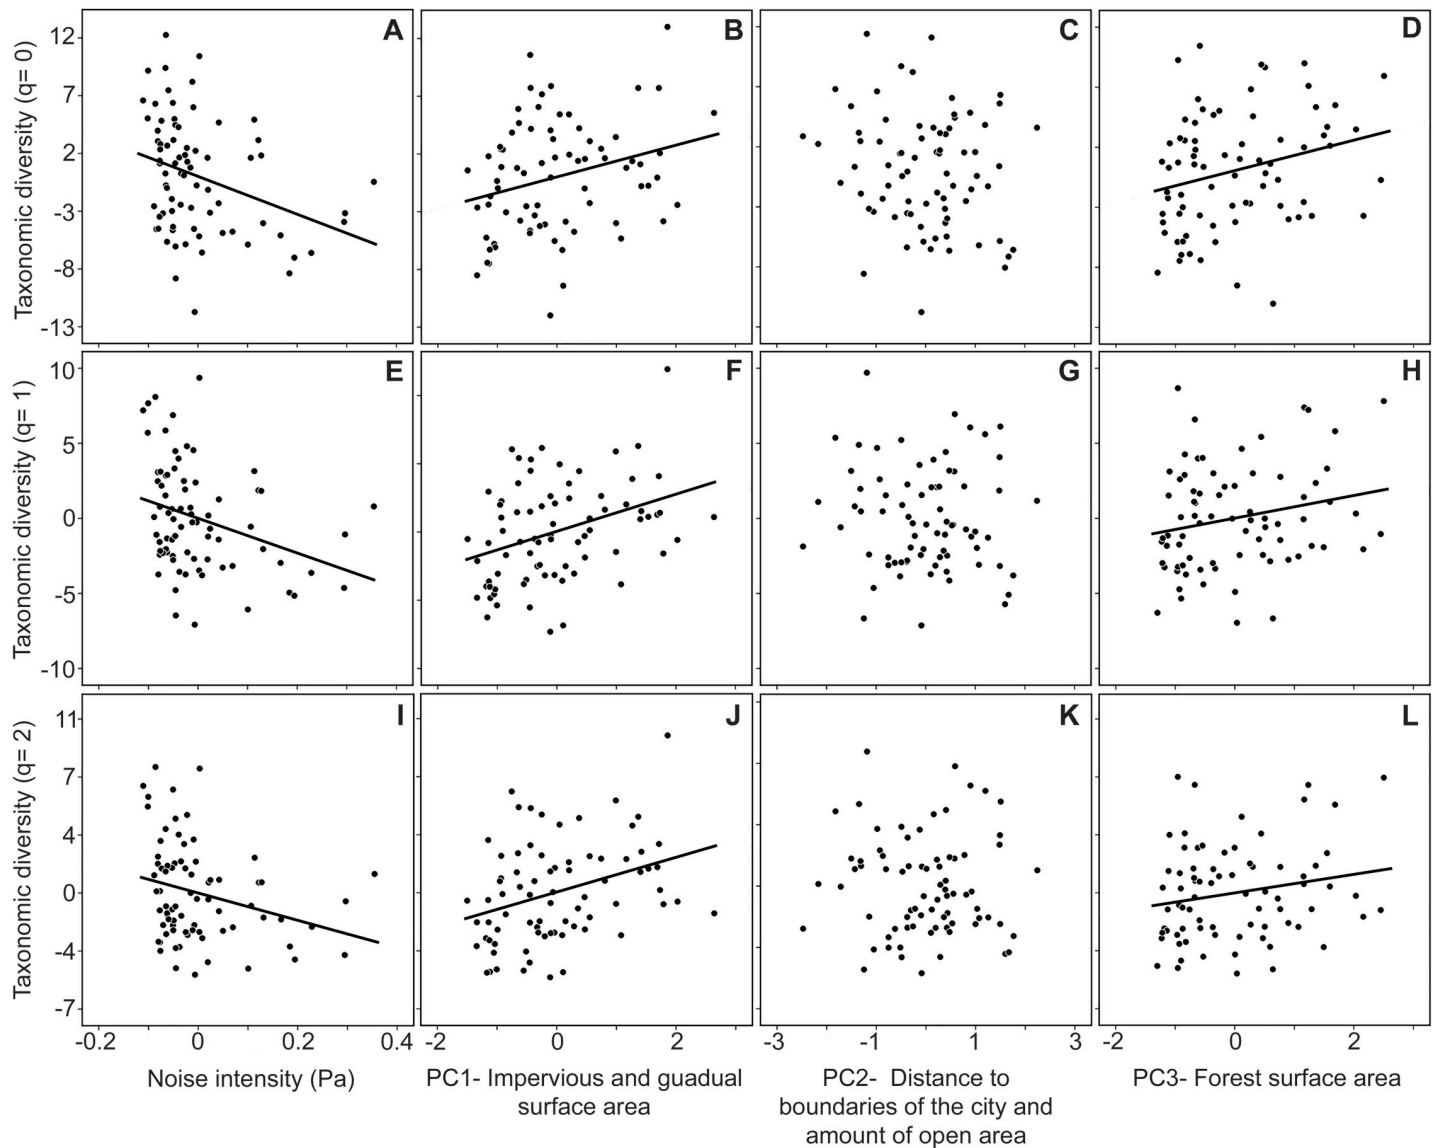 A B C D
Taxonomic diversity (q= 0)
12
7
2
-3
-8
-13
E F G H
Taxonomic diversity (q= 1)
10
5
0
-5
-10
I J K L
Taxonomic diversity (q= 2)
11
7
4
0
-4
-7
-0.2 0 0.2 0.4 -2 0 2 -3 -1 1 3 -2 0 2
Noise intensity (Pa)
PC1- Impervious and guadual
surface area
PC2- Distance to
boundaries of the city and
amount of open area
PC3- Forest surface area